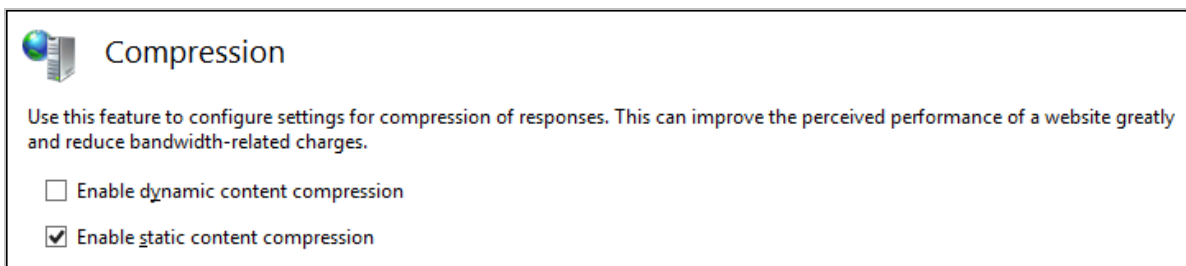 Compression
Use this feature to configure settings for compression of responses. This can improve the perceived performance of a website greatly
and reduce bandwidth-related charges.
Enable dynamic content compression
Enable static content compression